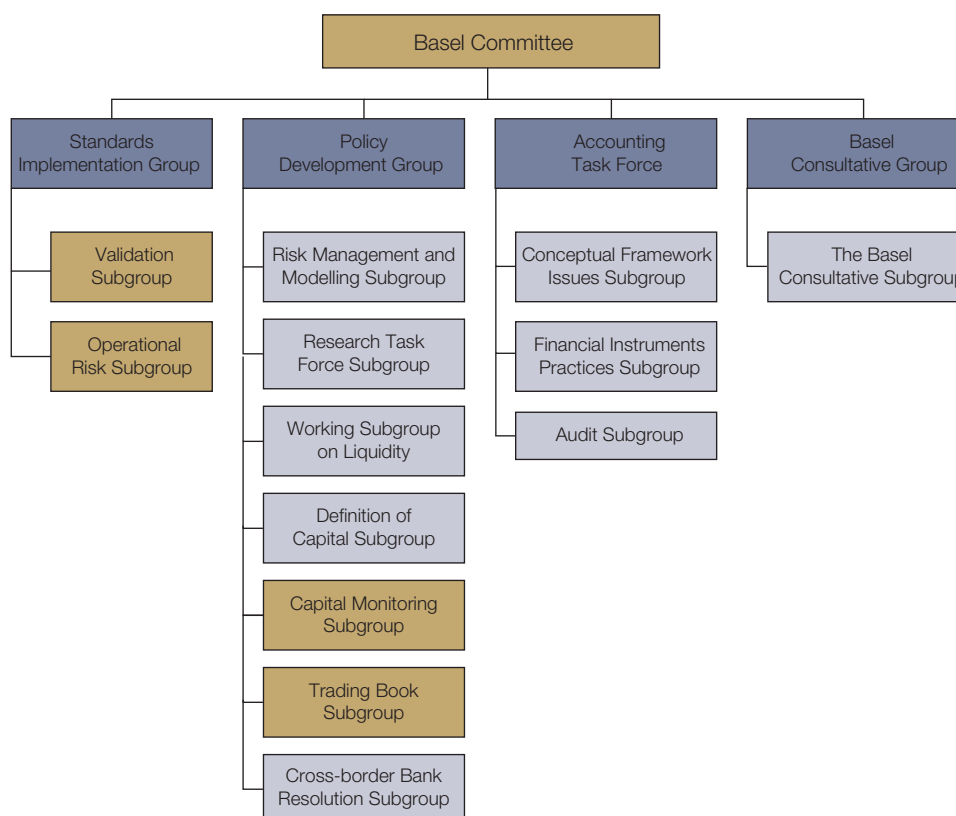 Basel Committee
Standards
Implementation Group
Policy
Development Group
Accounting
Task Force
Basel
Consultative Group
Validation
Subgroup
Operational
Risk Subgroup
Risk Management and
Modelling Subgroup
Research Task
Force Subgroup
Working Subgroup
on Liquidity
Definition of
Capital Subgroup
Capital Monitoring
Subgroup
Trading Book
Subgroup
Cross-border Bank
Resolution Subgroup
Conceptual Framework
Issues Subgroup
Financial Instruments
Practices Subgroup
Audit Subgroup
The Basel
Consultative Subgroup